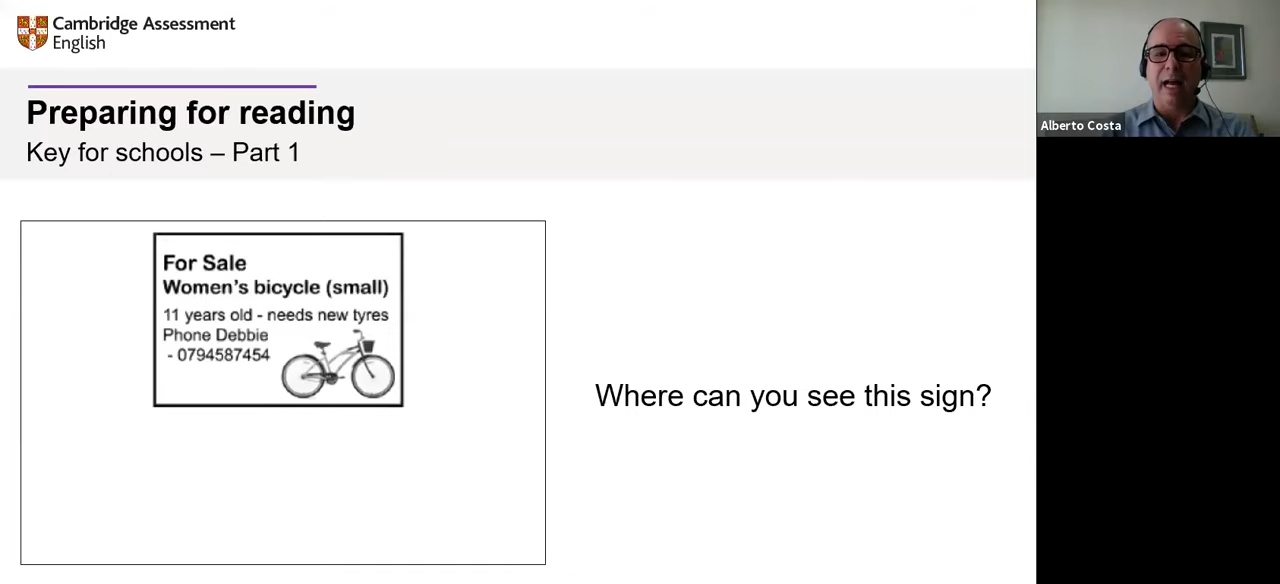 Cambridge Assessment
English
Preparing for reading
Key for schools – Part 1
Alberto Costa
For Sale
Women's bicycle (small)
11 years old - needs new tyres
Phone Debbie
- 0794587454
Where can you see this sign?